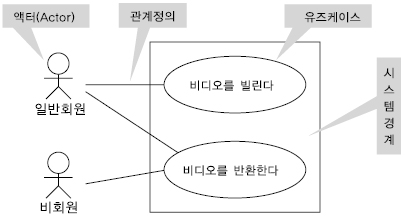 액터(Actor)
관계정의
유즈케이스
비디오를 빌린다
일반회원
시스템경계
비디오를 반환한다
비회원